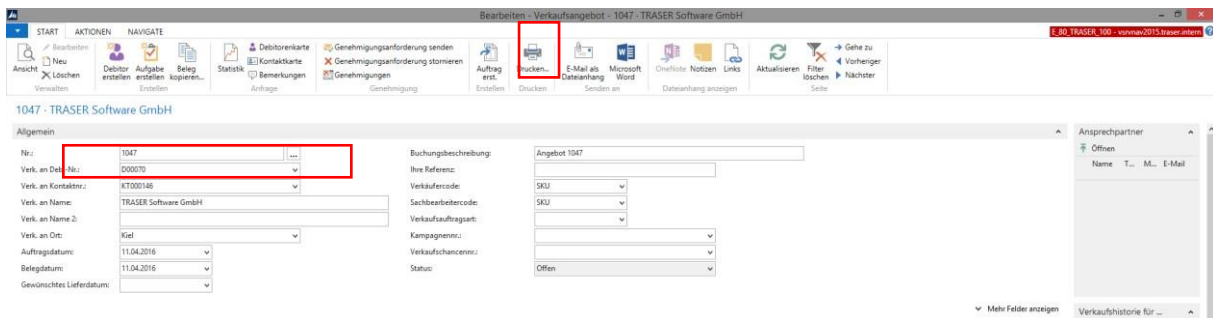 Bearbeiten - Verkaufsangebot - 1047 · TRASER Software GmbH
START AKTIONEN NAVIGATE
E_80_TRASER_100 - vsrvnav2015.traser.intern
Ansicht
Bearbeiten
Neu
Löschen
Verwalten
Debitor erstellen
Aufgabe erstellen
Beleg kopieren...
Erstellen
Statistik
Debitorenkarte
Kontaktkarte
Bemerkungen
Anfrage
Genehmigungsanforderung senden
Genehmigungsanforderung stornieren
Genehmigungen
Genehmigung
Auftrag erst.
Erstellen
Drucken...
Drucken
E-Mail als Dateianhang
Microsoft Word
Senden an
OneNote Notizen Links
Dateianhang anzeigen
Aktualisieren
Filter löschen
Gehe zu
Vorheriger
Nächster
Seite
1047 · TRASER Software GmbH
Allgemein
Nr.: 1047 ...
Verk. an Deb.-Nr.: D00070
Verk. an Kontaktnr.: KT000146
Verk. an Name: TRASER Software GmbH
Verk. an Name 2:
Verk. an Ort: Kiel
Auftragsdatum: 11.04.2016
Belegdatum: 11.04.2016
Gewünschtes Lieferdatum:
Buchungsbeschreibung: Angebot 1047
Ihre Referenz:
Verkäufercode: SKU
Sachbearbeitercode: SKU
Verkaufsauftragsart:
Kampagnennr.:
Verkaufschancennr.:
Status: Offen
Mehr Felder anzeigen
Ansprechpartner
Öffnen
Name T... M... E-Mail
Verkaufshistorie für ...